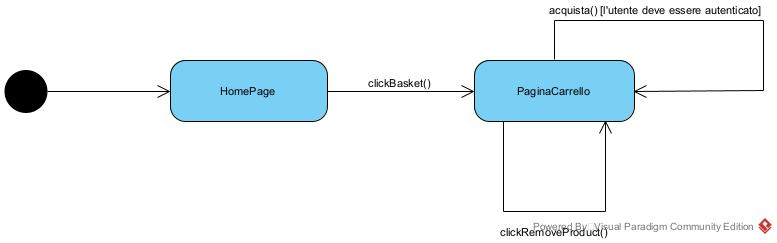 acquista() [l'utente deve essere autenticato]
clickBasket()
HomePage
PaginaCarrello
Powered By Visual Paradigm Community Edition
clickRemoveProduct()